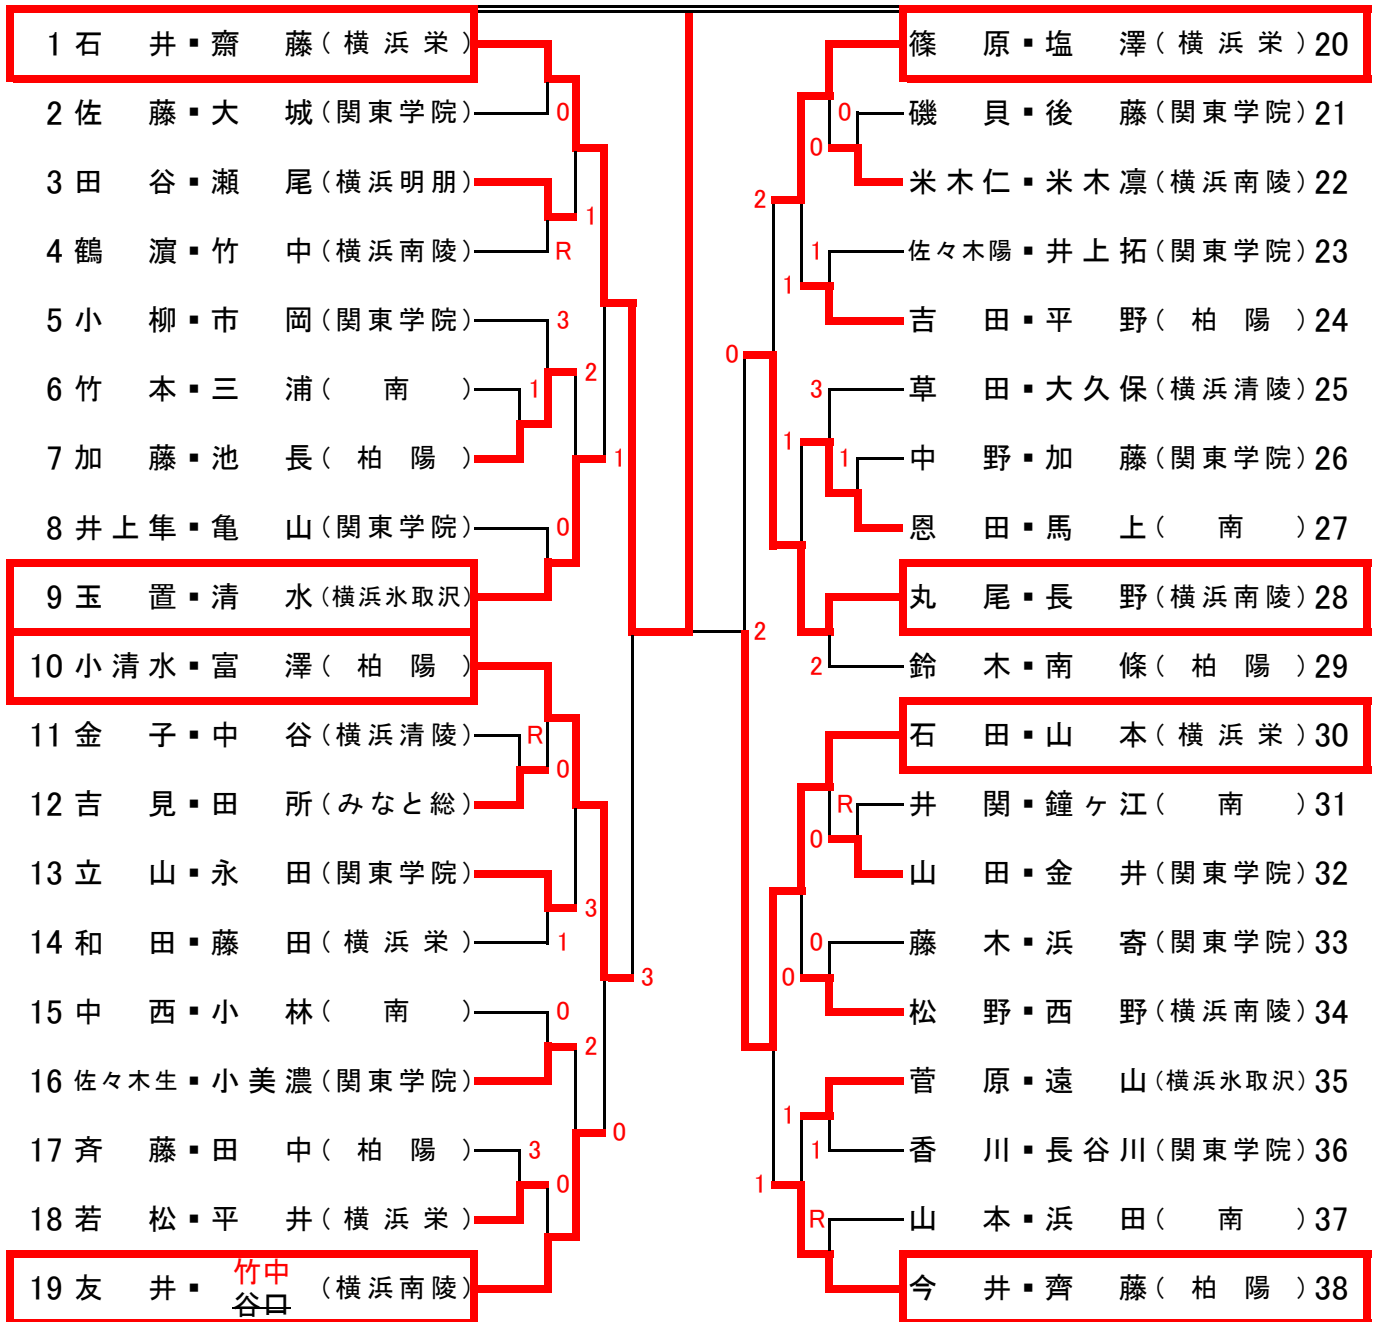 1 石井・齋藤(横浜栄)
2 佐藤・大城(関東学院) 0
3 田谷・瀬尾(横浜明朋) 1
4 鶴濵・竹中(横浜南陵) R
5 小柳・市岡(関東学院) 3
6 竹本・三浦(南) 1 2
7 加藤・池長(柏陽) 1
8 井上隼・亀山(関東学院) 0
9 玉置・清水(横浜氷取沢)
10 小清水・富澤(柏陽)
11 金子・中谷(横浜清陵) R 0
12 吉見・田所(みなと総)
13 立山・永田(関東学院) 3
14 和田・藤田(横浜栄) 1
3
15 中西・小林(南) 0 2
16 佐々木生・小美濃(関東学院)
17 斉藤・田中(柏陽) 3 0
18 若松・平井(横浜栄) 0
19 友井・竹中(横浜南陵)
谷口
篠原・塩澤(横浜栄) 20
0 磯貝・後藤(関東学院) 21
0
2 米木仁・米木凛(横浜南陵) 22
1 佐々木陽・井上拓(関東学院) 23
1
吉田・平野(柏陽) 24
0
3 草田・大久保(横浜清陵) 25
1 1 中野・加藤(関東学院) 26
恩田・馬上(南) 27
丸尾・長野(横浜南陵) 28
2
2 鈴木・南條(柏陽) 29
石田・山本(横浜栄) 30
R 井関・鐘ヶ江(南) 31
0
山田・金井(関東学院) 32
0 藤木・浜寄(関東学院) 33
0
松野・西野(横浜南陵) 34
菅原・遠山(横浜氷取沢) 35
1
1 香川・長谷川(関東学院) 36
1
R 山本・浜田(南) 37
今井・齊藤(柏陽) 38